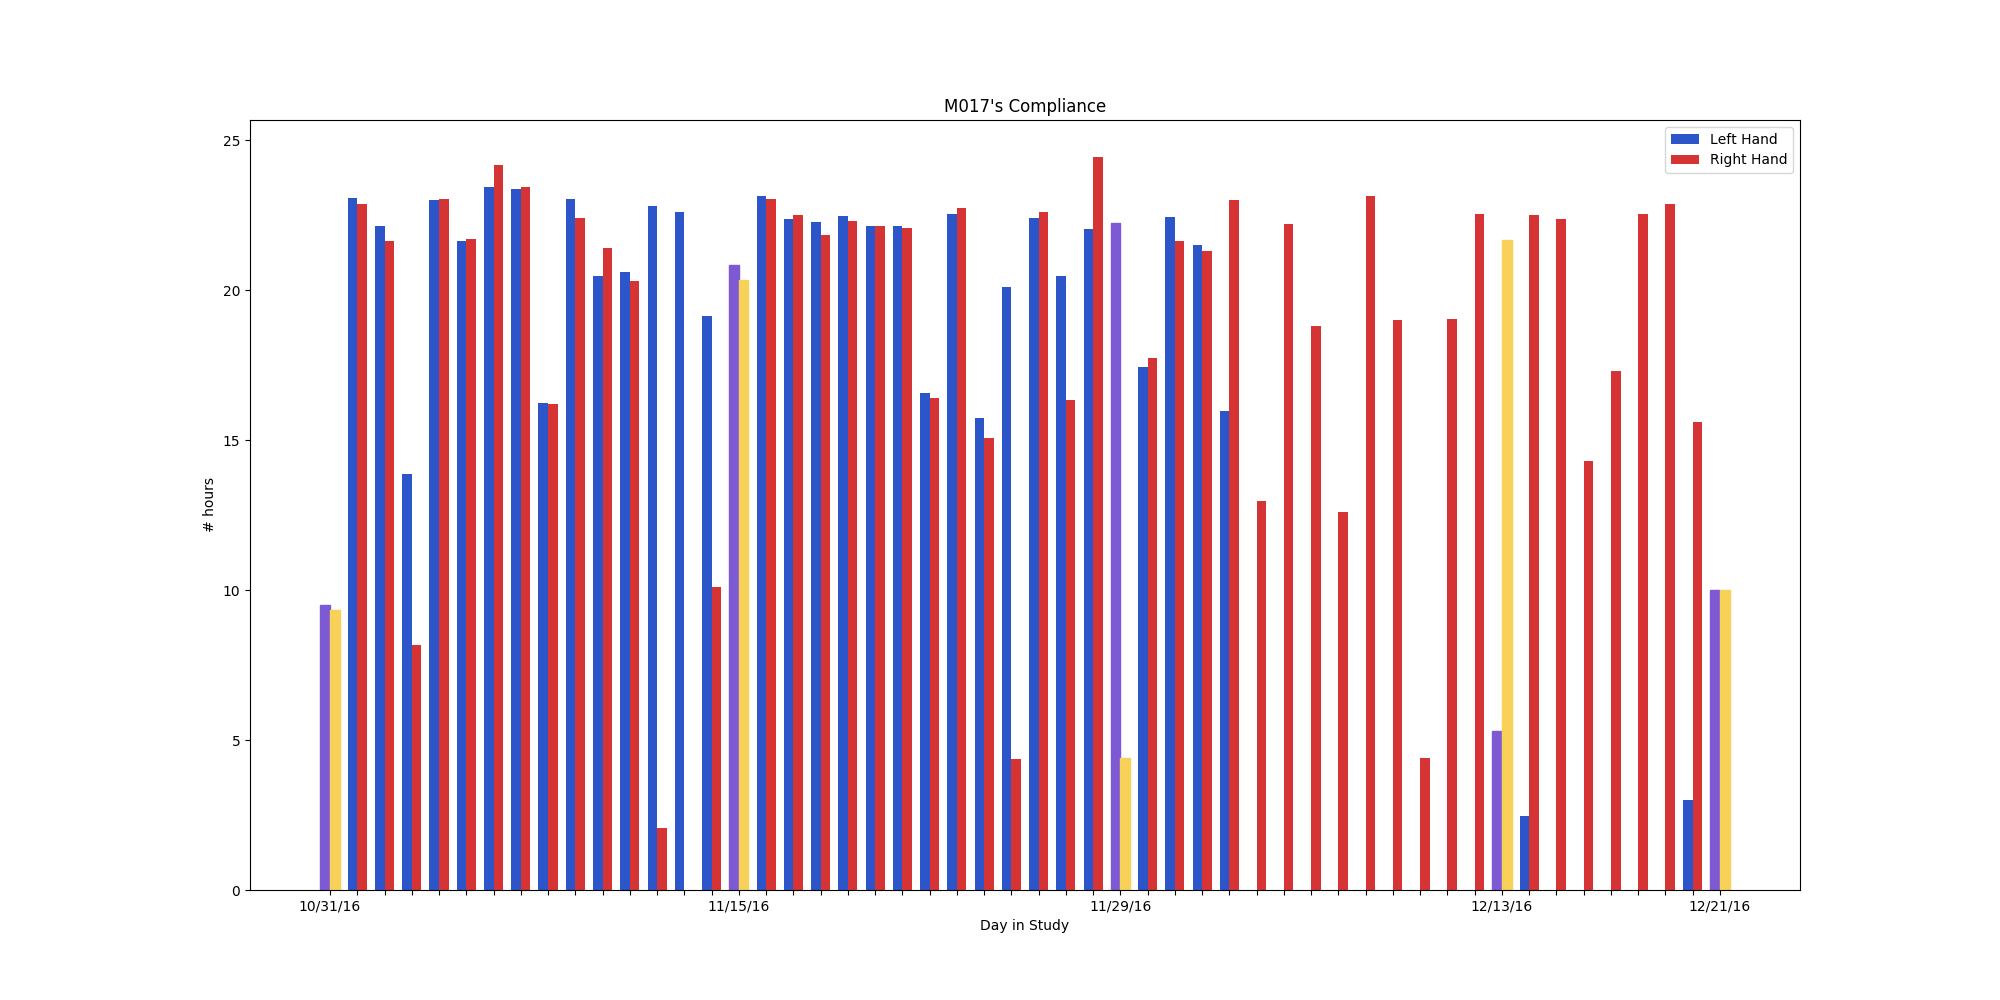 M017's Compliance
Left Hand
Right Hand
25
20
15
10
5
0
# hours
10/31/16
11/15/16
11/29/16
12/13/16
12/21/16
Day in Study